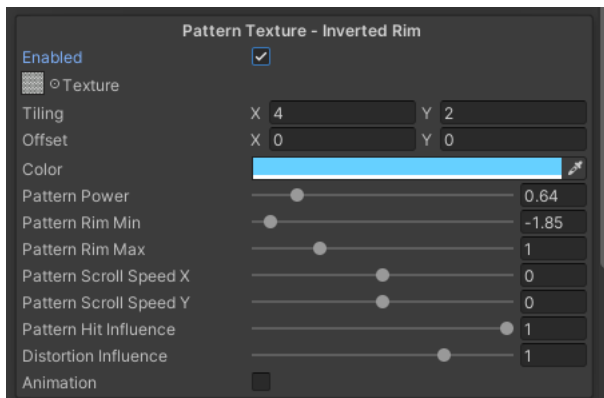 Pattern Texture - Inverted Rim
Enabled
Texture
Tiling X 4 Y 2
Offset X 0 Y 0
Color
Pattern Power 0.64
Pattern Rim Min -1.85
Pattern Rim Max 1
Pattern Scroll Speed X 0
Pattern Scroll Speed Y 0
Pattern Hit Influence 1
Distortion Influence 1
Animation